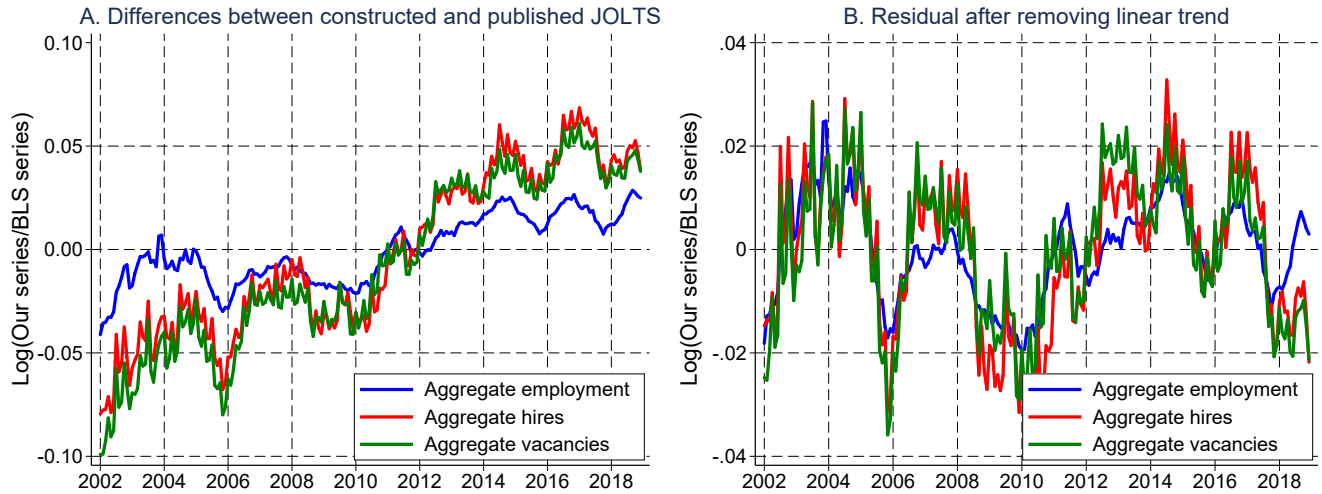 A. Differences between constructed and published JOLTS
Log(Our series/BLS series)
0.10
0.05
0.00
-0.05
-0.10
2002 2004 2006 2008 2010 2012 2014 2016 2018
Aggregate employment
Aggregate hires
Aggregate vacancies
B. Residual after removing linear trend
Log(Our series/BLS series)
.04
.02
0
-.02
-.04
2002 2004 2006 2008 2010 2012 2014 2016 2018
Aggregate employment
Aggregate hires
Aggregate vacancies